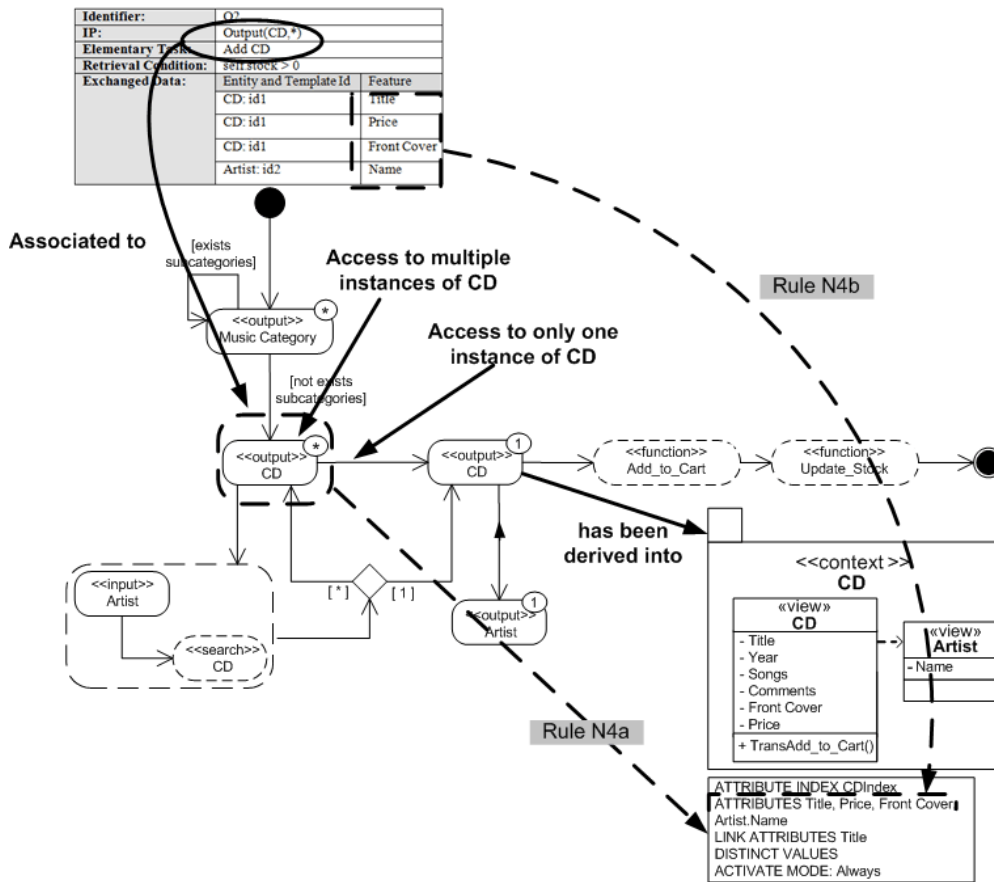 Identifier: O2
IP: Output(CD,*)
Elementary Task: Add CD
Retrieval Condition: self.stock > 0
Exchanged Data: Entity and Template Id Feature
CD: id1 Title
CD: id1 Price
CD: id1 Front Cover
Artist: id2 Name
Associated to
[exists
subcategories]
Access to multiple
instances of CD
Rule N4b
<<output>> *
Music Category
Access to only one
instance of CD
[not exists
subcategories]
<<output>> *
CD
<<output>> 1
CD
<<function>>
Add_to_Cart
<<function>>
Update_Stock
has been
derived into
<<input>>
Artist
<<search>>
CD
[ * ]
[ 1 ]
<<output>> 1
Artist
<<context >>
CD
«view»
CD
- Title
- Year
- Songs
- Comments
- Front Cover
- Price
+ TransAdd_to_Cart()
«view»
Artist
- Name
Rule N4a
ATTRIBUTE INDEX CDIndex
ATTRIBUTES Title, Price, Front Cover,
Artist.Name
LINK ATTRIBUTES Title
DISTINCT VALUES
ACTIVATE MODE: Always